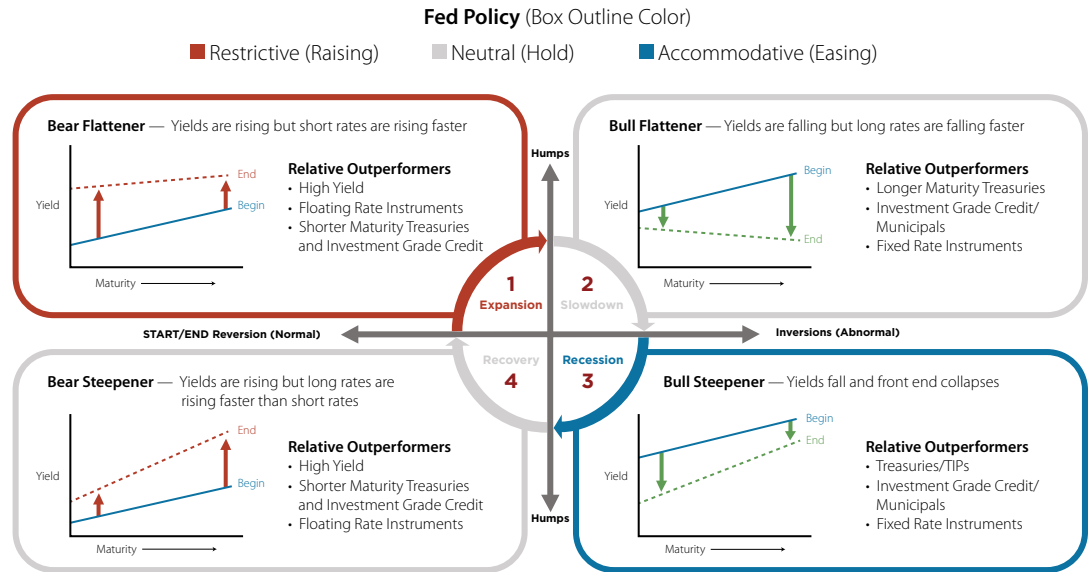 Fed Policy (Box Outline Color)
Restrictive (Raising)
Neutral (Hold)
Accommodative (Easing)
Bear Flattener — Yields are rising but short rates are rising faster
Yield
End
Begin
Maturity
Relative Outperformers
• High Yield
• Floating Rate Instruments
• Shorter Maturity Treasuries
and Investment Grade Credit
Bull Flattener — Yields are falling but long rates are falling faster
Yield
Begin
End
Maturity
Relative Outperformers
• Longer Maturity Treasuries
• Investment Grade Credit/
Municipals
• Fixed Rate Instruments
Humps
1
Expansion
2
Slowdown
START/END Reversion (Normal)
Inversions (Abnormal)
Recovery
4
Recession
3
Humps
Bear Steepener — Yields are rising but long rates are
rising faster than short rates
Yield
End
Begin
Maturity
Relative Outperformers
• High Yield
• Shorter Maturity Treasuries
and Investment Grade Credit
• Floating Rate Instruments
Bull Steepener — Yields fall and front end collapses
Yield
Begin
End
Maturity
Relative Outperformers
• Treasuries/TIPs
• Investment Grade Credit/
Municipals
• Fixed Rate Instruments